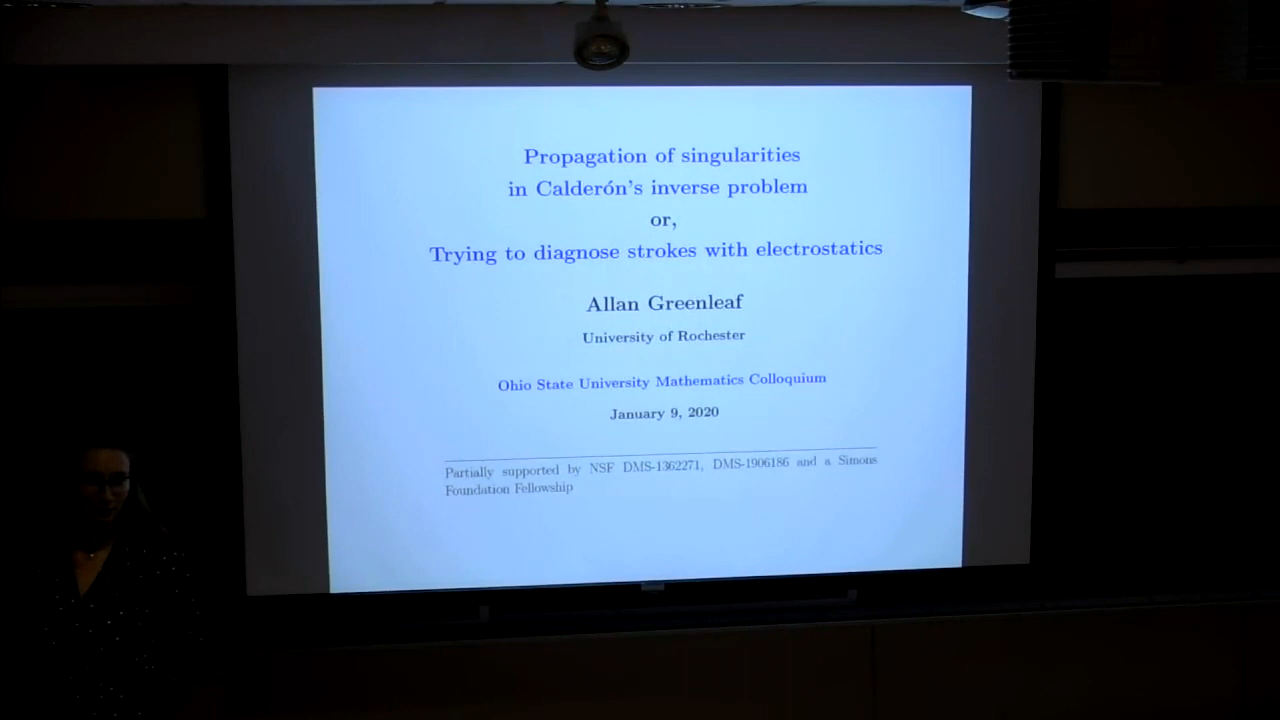 Propagation of singularities
in Calderón's inverse problem
or,
Trying to diagnose strokes with electrostatics
Allan Greenleaf
University of Rochester
Ohio State University Mathematics Colloquium
January 9, 2020
Partially supported by NSF DMS-1362271, DMS-1906186 and a Simons
Foundation Fellowship